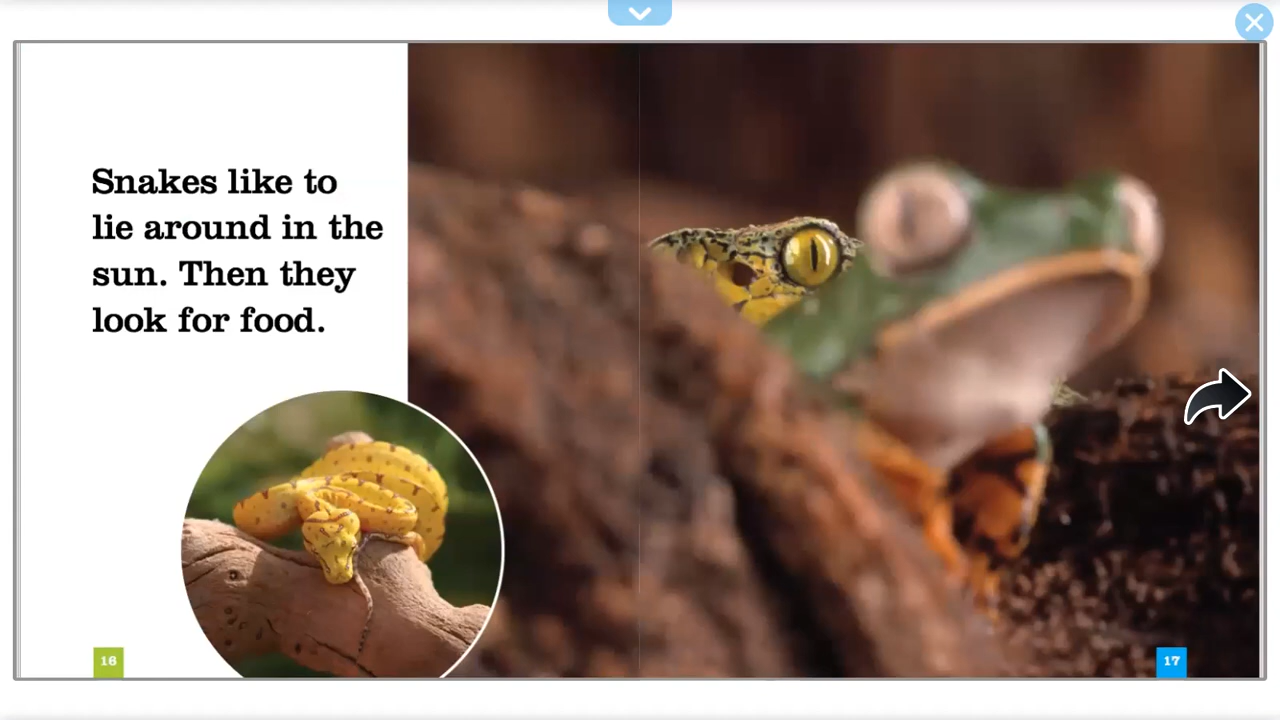 Snakes like to
lie around in the
sun. Then they
look for food.
16
17